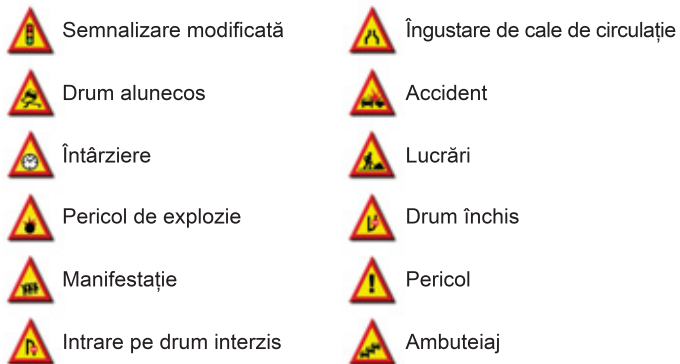 Semnalizare modificată
Îngustare de cale de circulație
Drum alunecos
Accident
Întârziere
Lucrări
Pericol de explozie
Drum închis
Manifestație
Pericol
Intrare pe drum interzis
Ambuteiaj